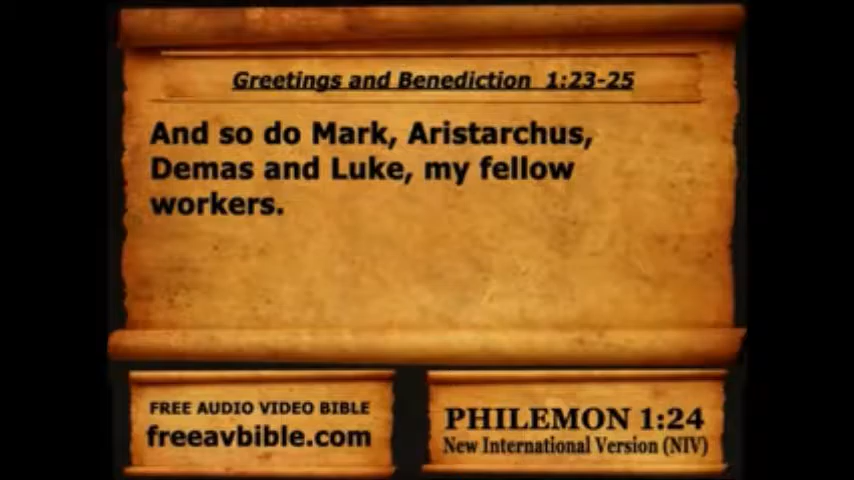 Greetings and Benediction 1:23-25
And so do Mark, Aristarchus,
Demas and Luke, my fellow
workers.
FREE AUDIO VIDEO BIBLE
freeavbible.com
PHILEMON 1:24
New International Version (NIV)